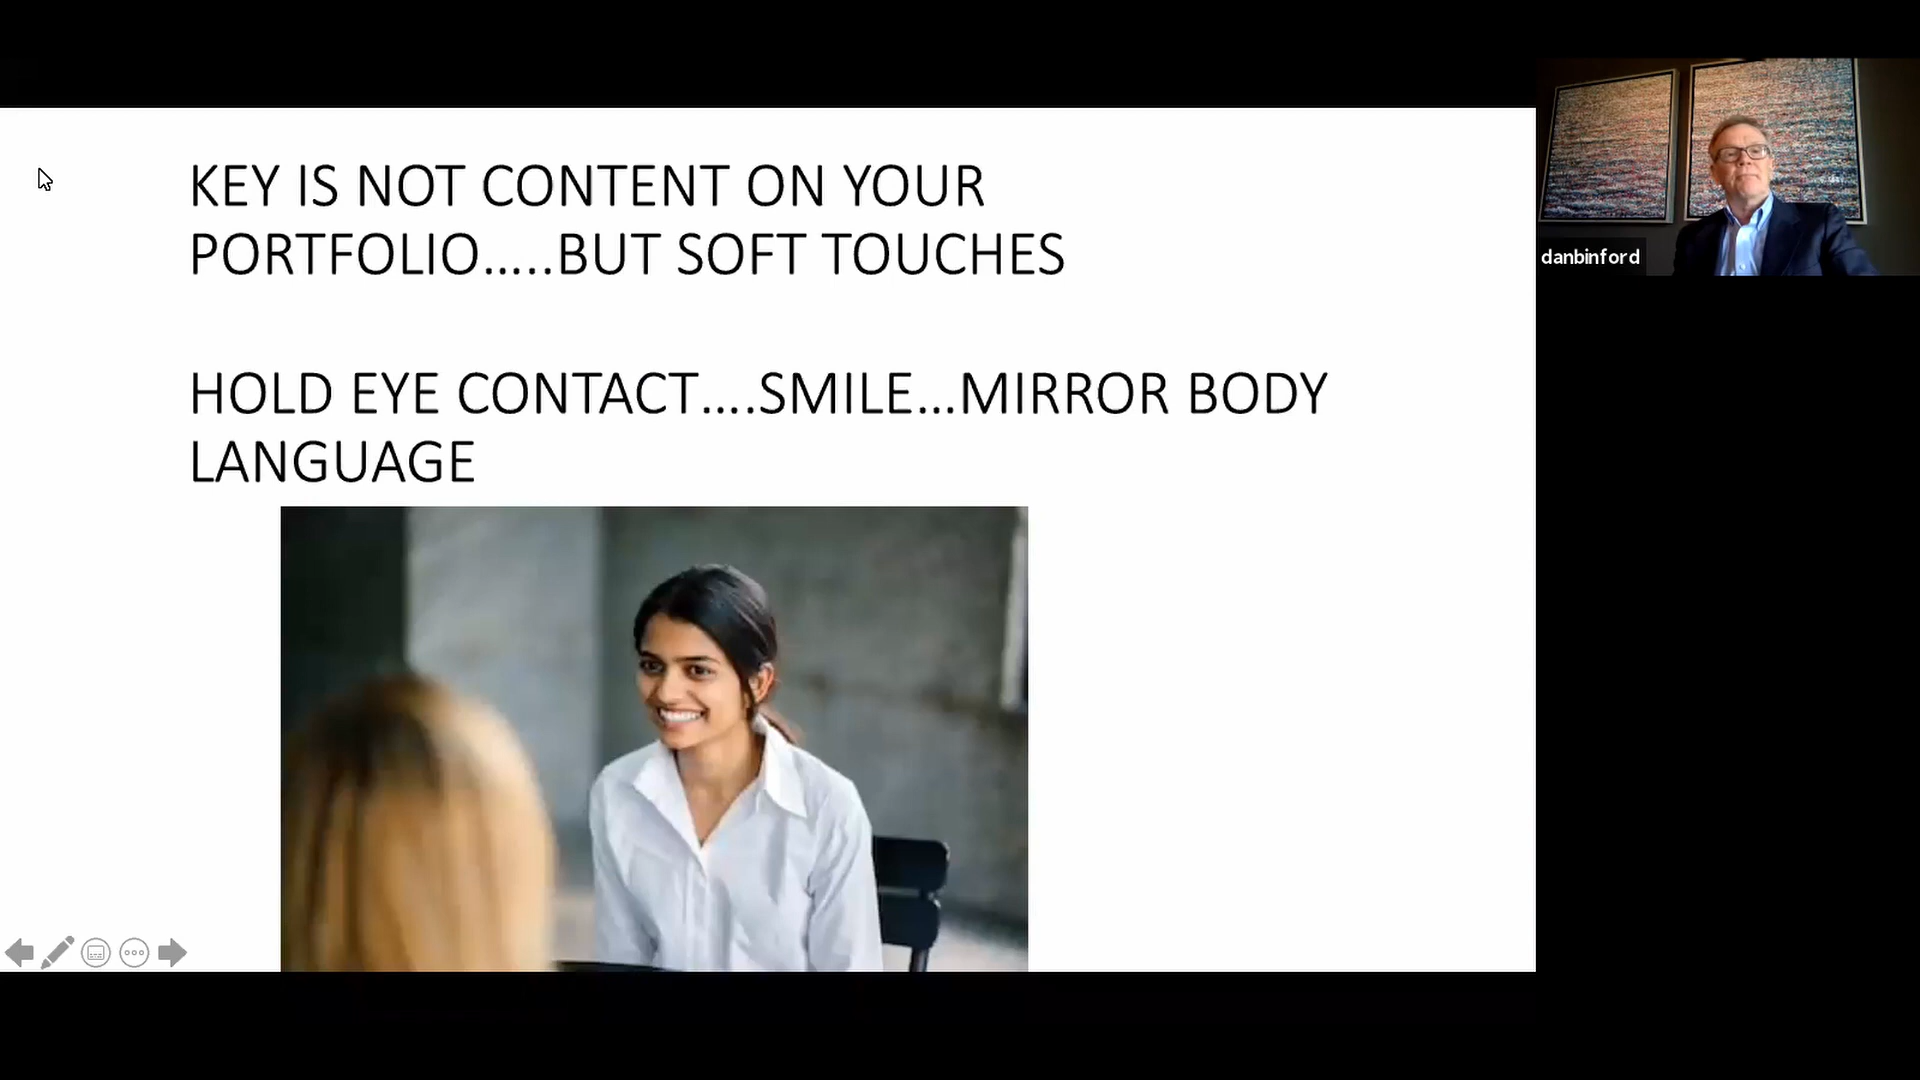 KEY IS NOT CONTENT ON YOUR
PORTFOLIO.....BUT SOFT TOUCHES
HOLD EYE CONTACT....SMILE...MIRROR BODY
LANGUAGE
danbinford